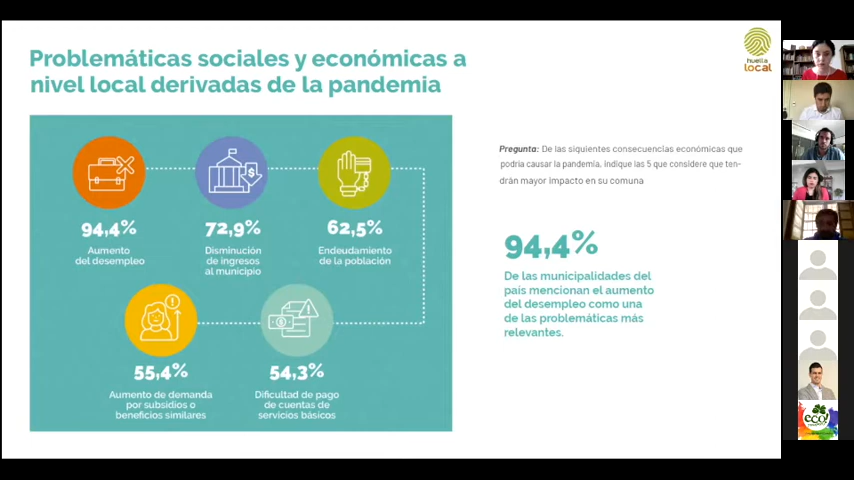 Problemáticas sociales y económicas a
nivel local derivadas de la pandemia
huella
local
94,4%
Aumento
del desempleo
72,9%
Disminución
de ingresos
al municipio
62,5%
Endeudamiento
de la población
55,4%
Aumento de demanda
por subsidios o
beneficios similares
54,3%
Dificultad de pago
de cuentas de
servicios básicos
Pregunta: De las siguientes consecuencias económicas que
podría causar la pandemia, indique las 5 que considere que ten-
drán mayor impacto en su comuna
94,4%
De las municipalidades del
país mencionan el aumento
del desempleo como una
de las problemáticas más
relevantes.
eco!